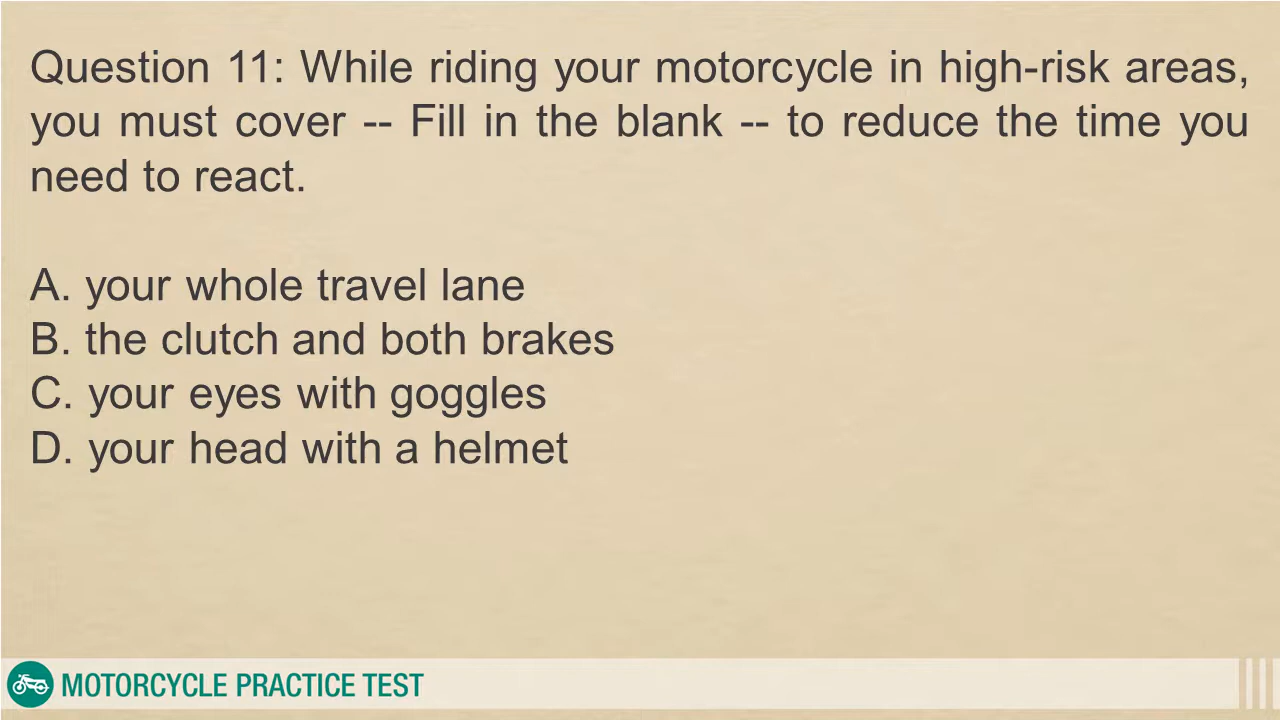 Question 11: While riding your motorcycle in high-risk areas,
you must cover -- Fill in the blank -- to reduce the time you
need to react.
A. your whole travel lane
B. the clutch and both brakes
C. your eyes with goggles
D. your head with a helmet
MOTORCYCLE PRACTICE TEST